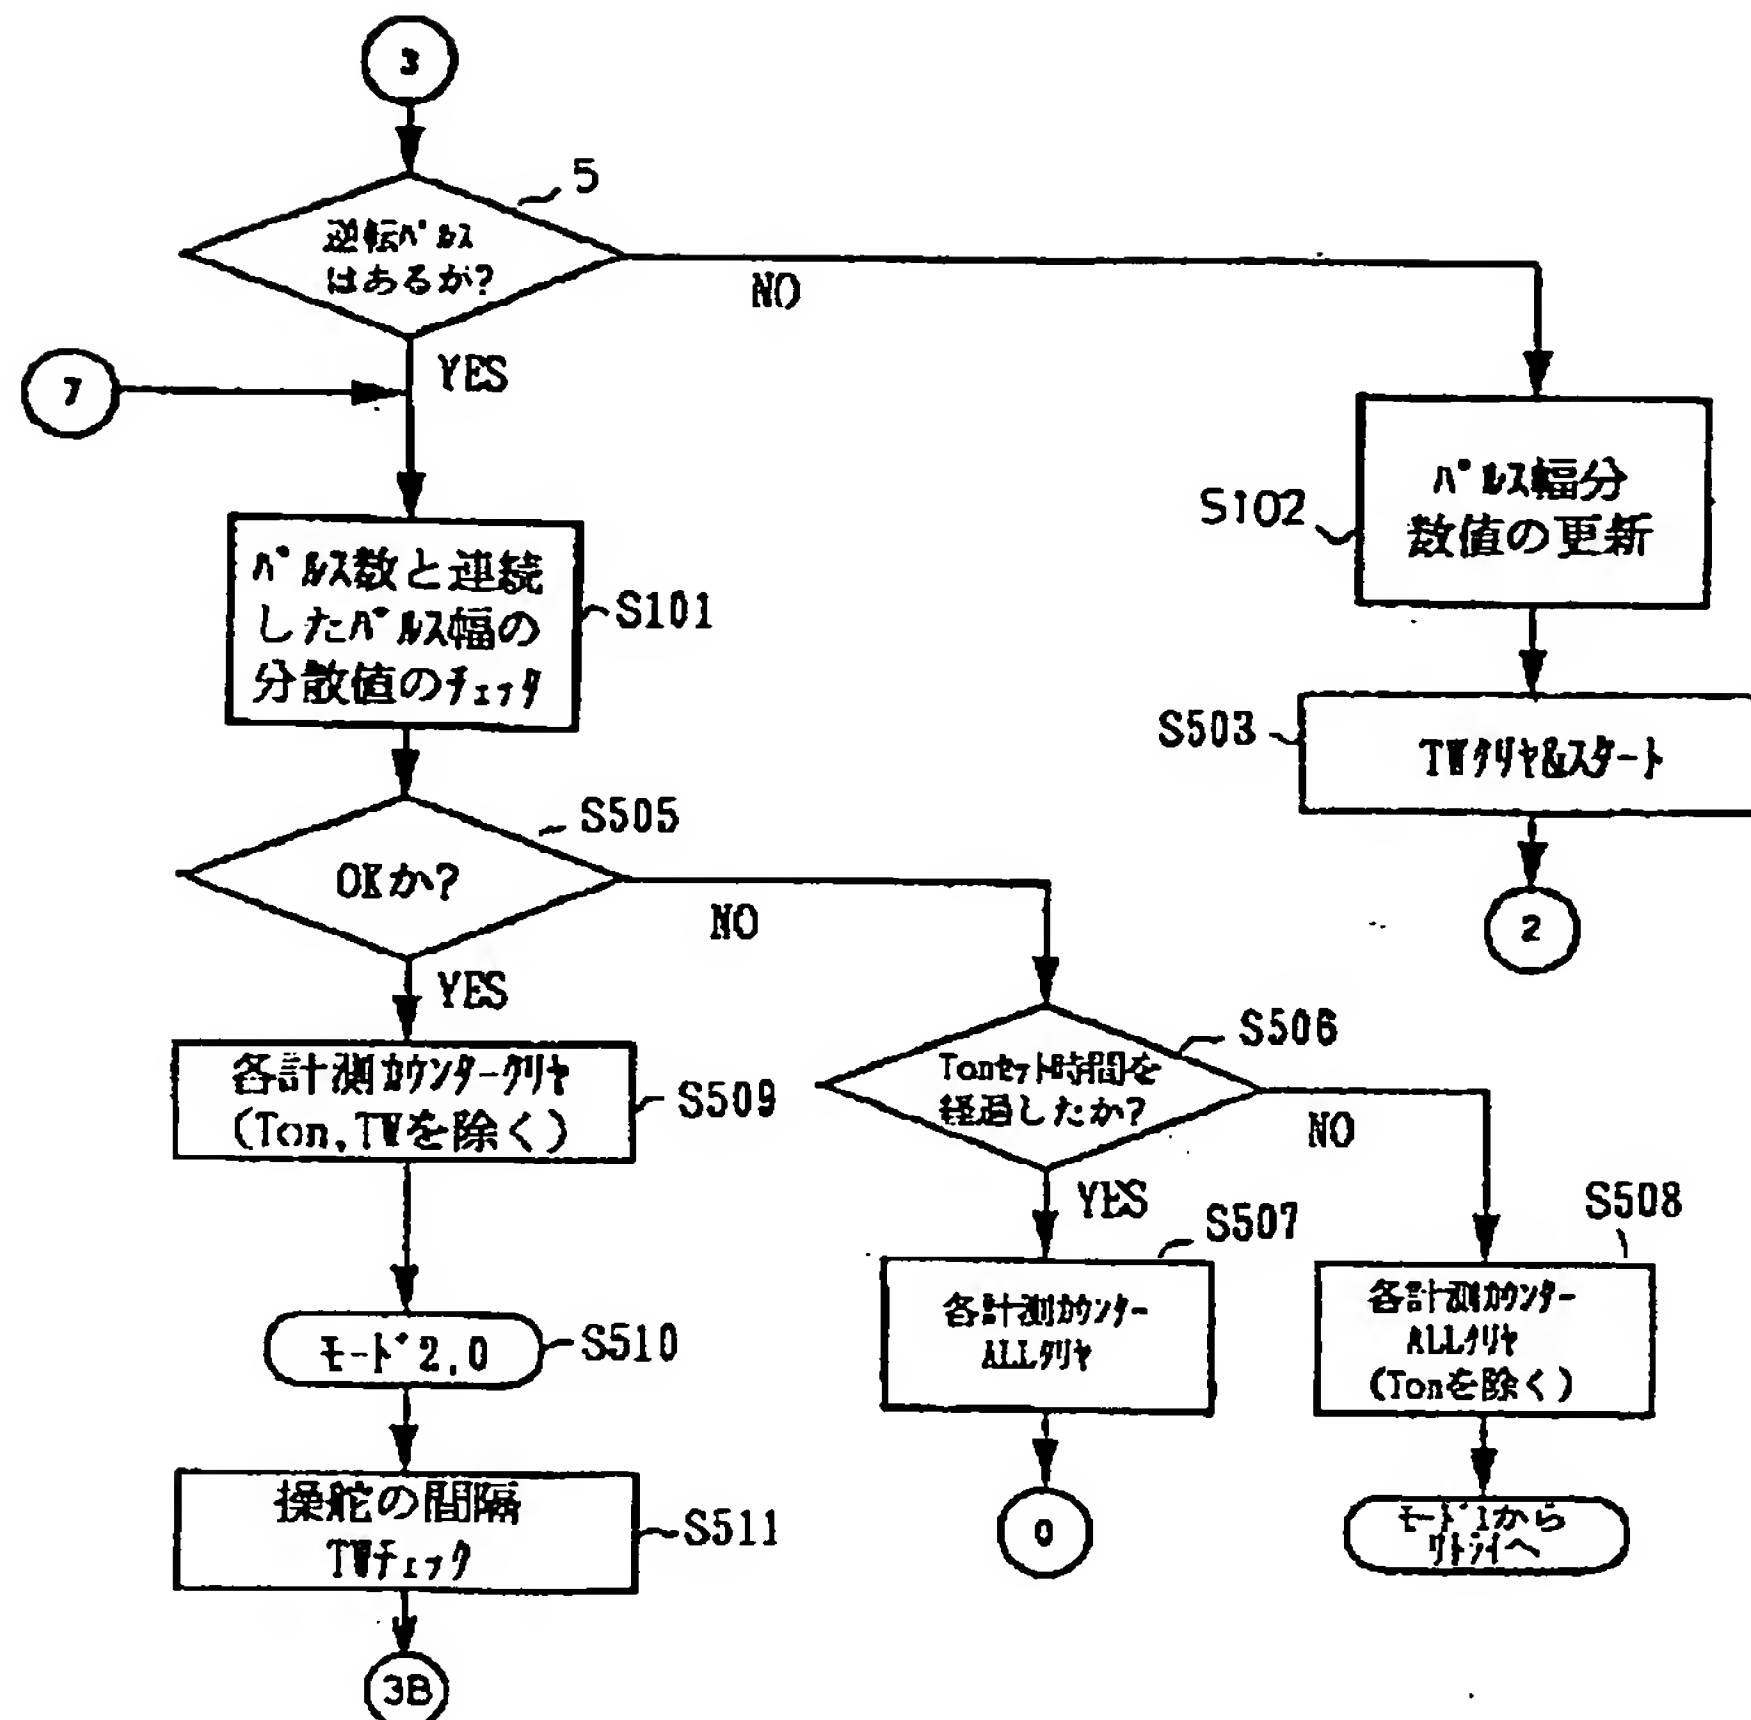 3
5
逆転パルス
はあるか?
NO
YES
7
パルス幅分
数値の更新
S102
パルス数と連続
したパルス幅の
分散値のチェック
S101
S503
TWクリヤ&スタート
S505
OKか?
NO
2
YES
S506
Tonセット時間を
経過したか?
NO
各計測カウンタークリヤ
(Ton,TWを除く)
S509
YES
S507
S508
各計測カウンター
ALLクリヤ
各計測カウンター
ALLクリヤ
(Tonを除く)
モード2,0
S510
操舵の間隔
TWチェック
S511
0
モード1から
リトライへ
3B